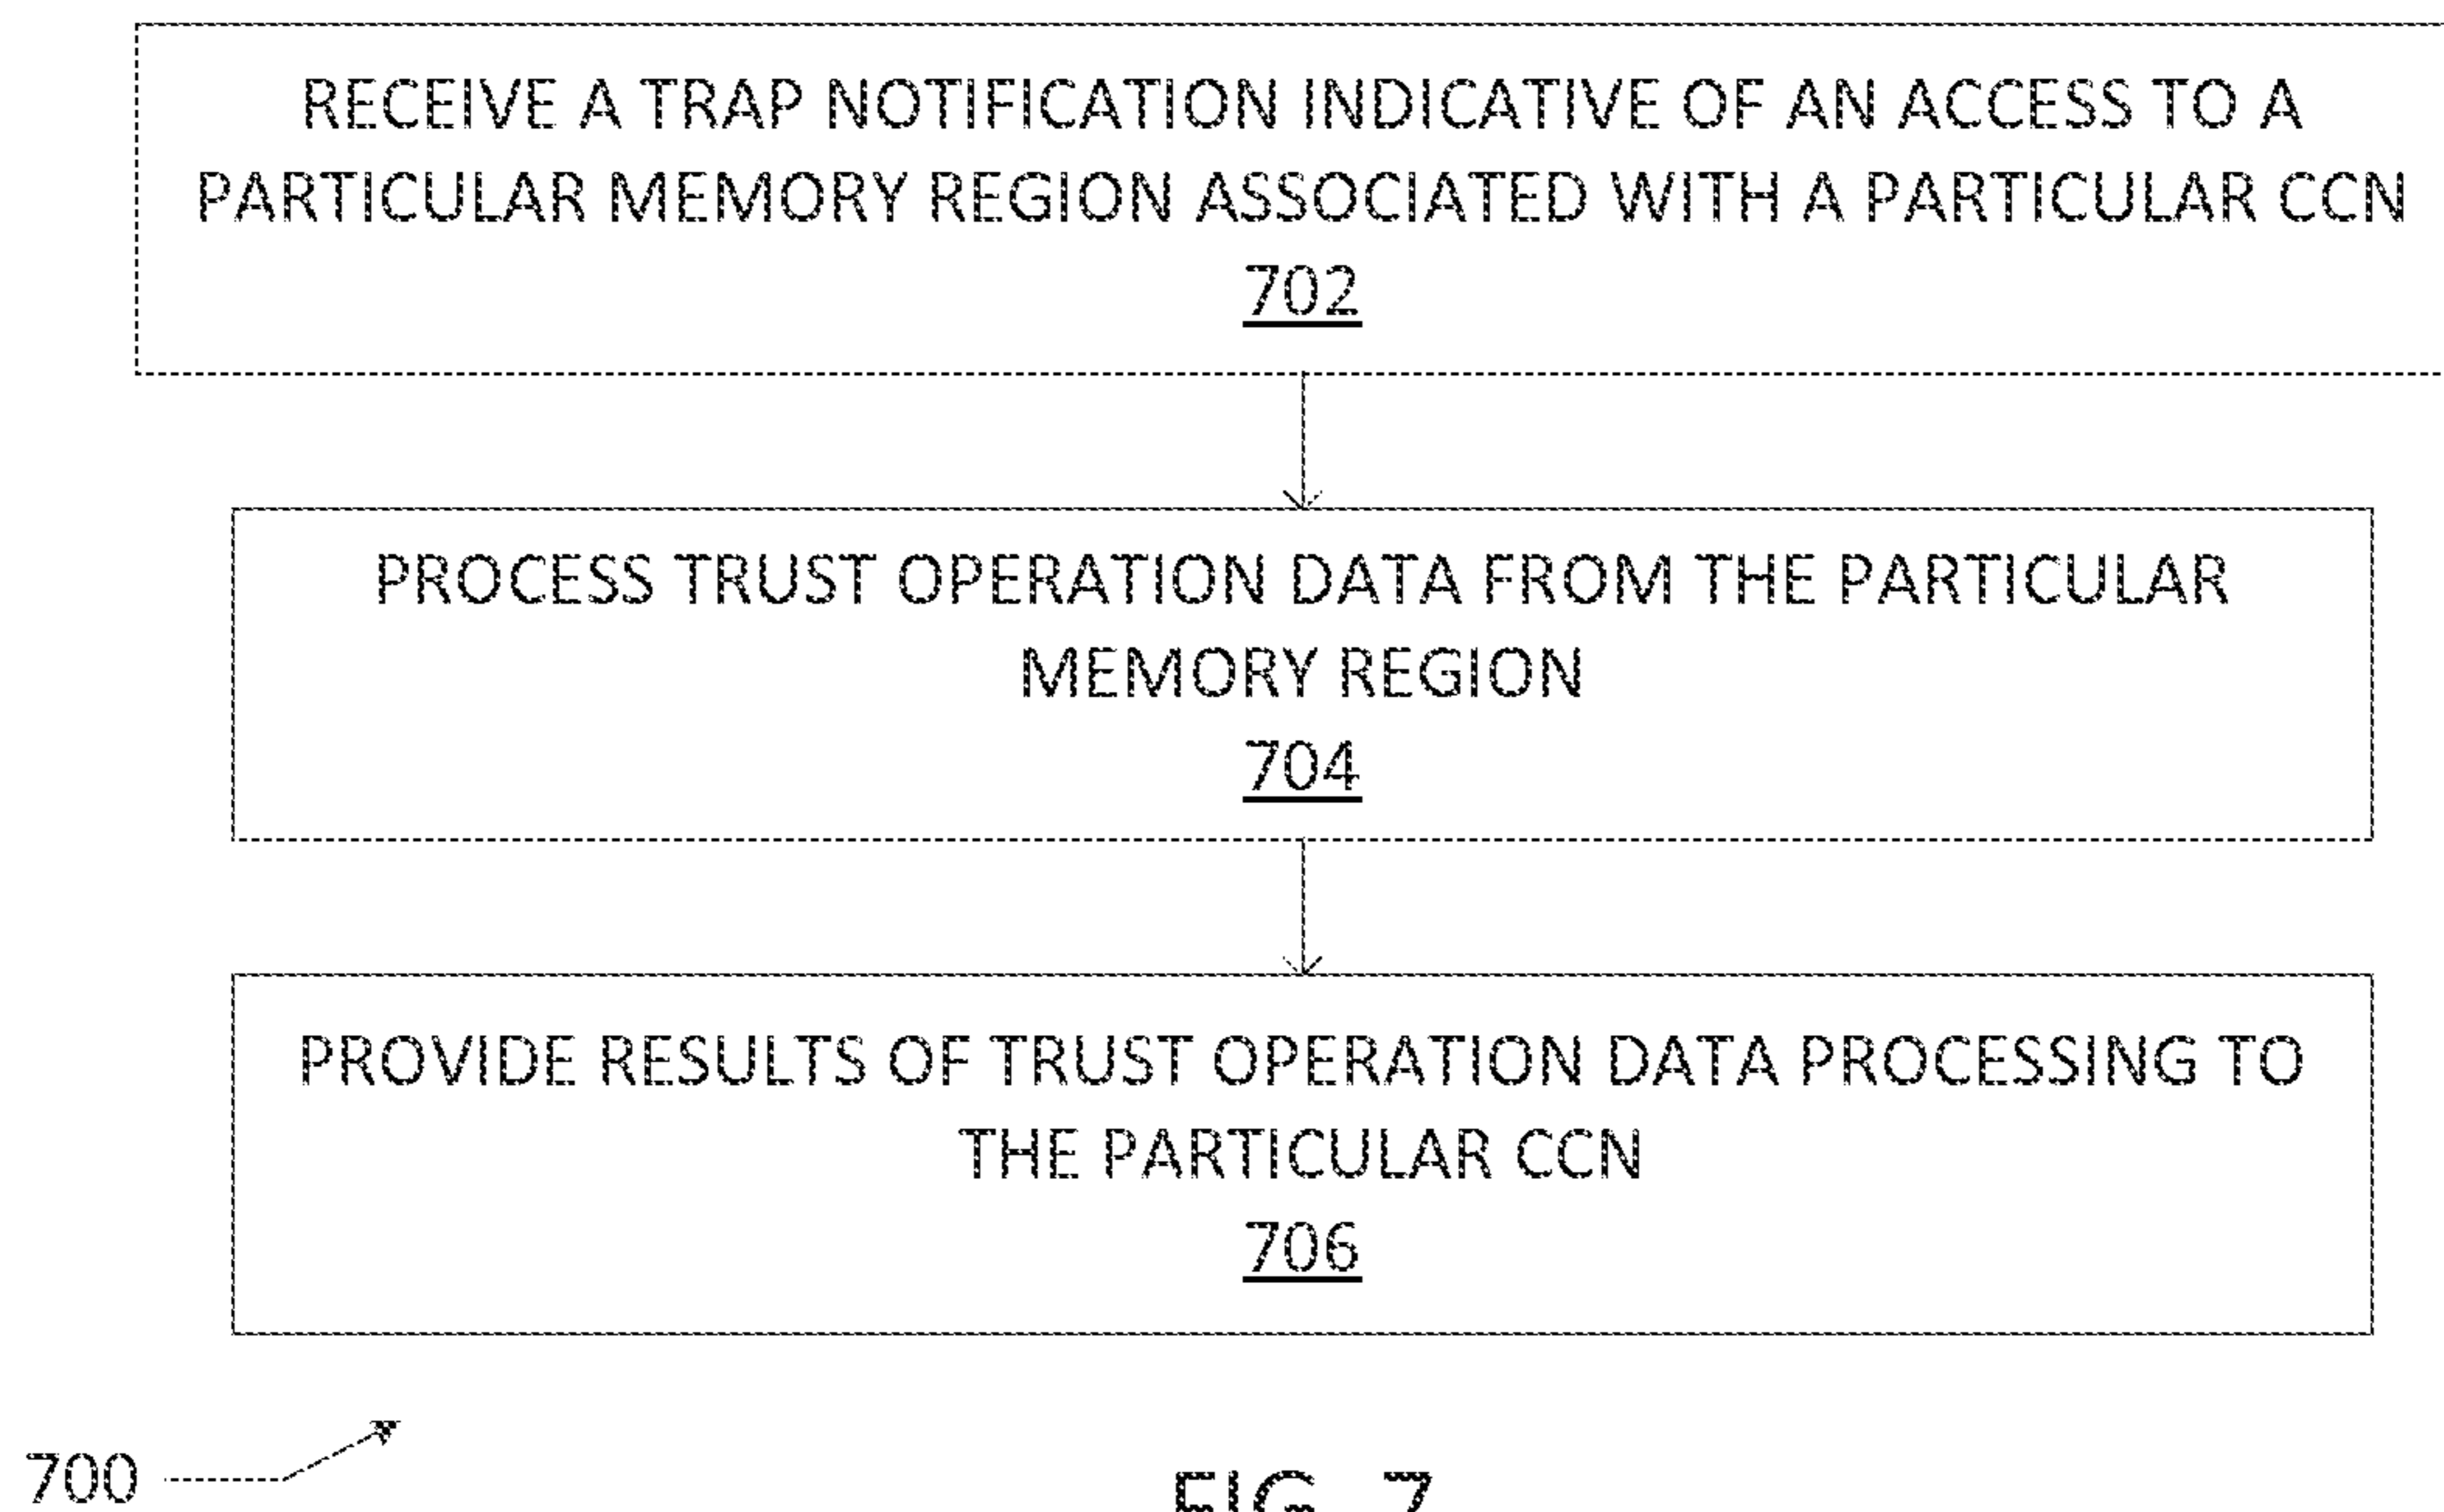 RECEIVE A TRAP NOTIFICATION INDICATIVE OF AN ACCESS TO A
PARTICULAR MEMORY REGION ASSOCIATED WITH A PARTICULAR CCN
702
PROCESS TRUST OPERATION DATA FROM THE PARTICULAR
MEMORY REGION
704
PROVIDE RESULTS OF TRUST OPERATION DATA PROCESSING TO
THE PARTICULAR CCN
706
700
FIG. 7